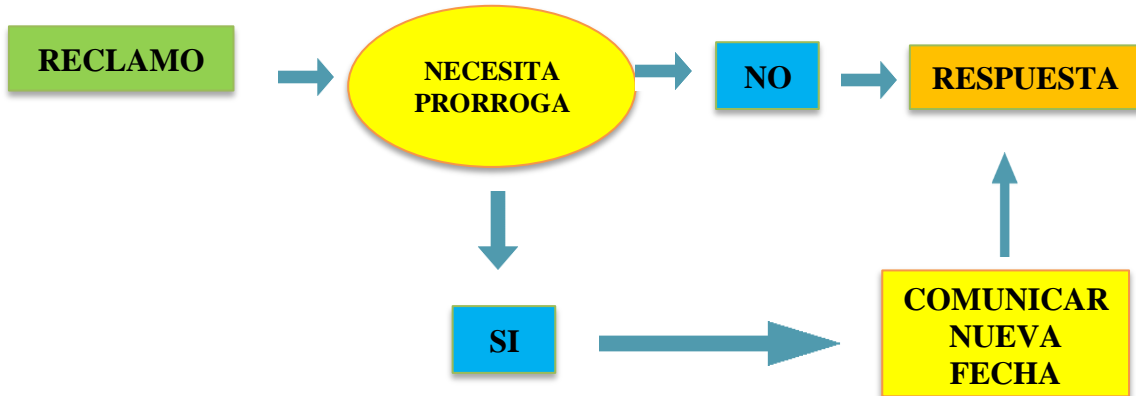 RECLAMO
NECESITA
PRORROGA
NO
RESPUESTA
SI
COMUNICAR
NUEVA
FECHA